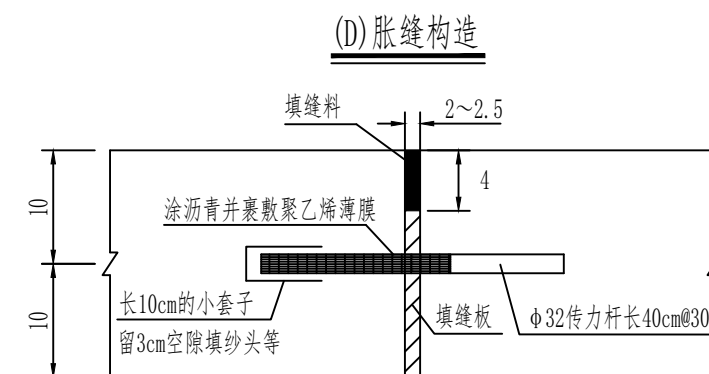 (D)胀缝构造
填缝料
2～2.5
10
4
涂沥青并裹敷聚乙烯薄膜
长10cm的小套子
留3cm空隙填纱头等
10
填缝板
φ32传力杆长40cm@30